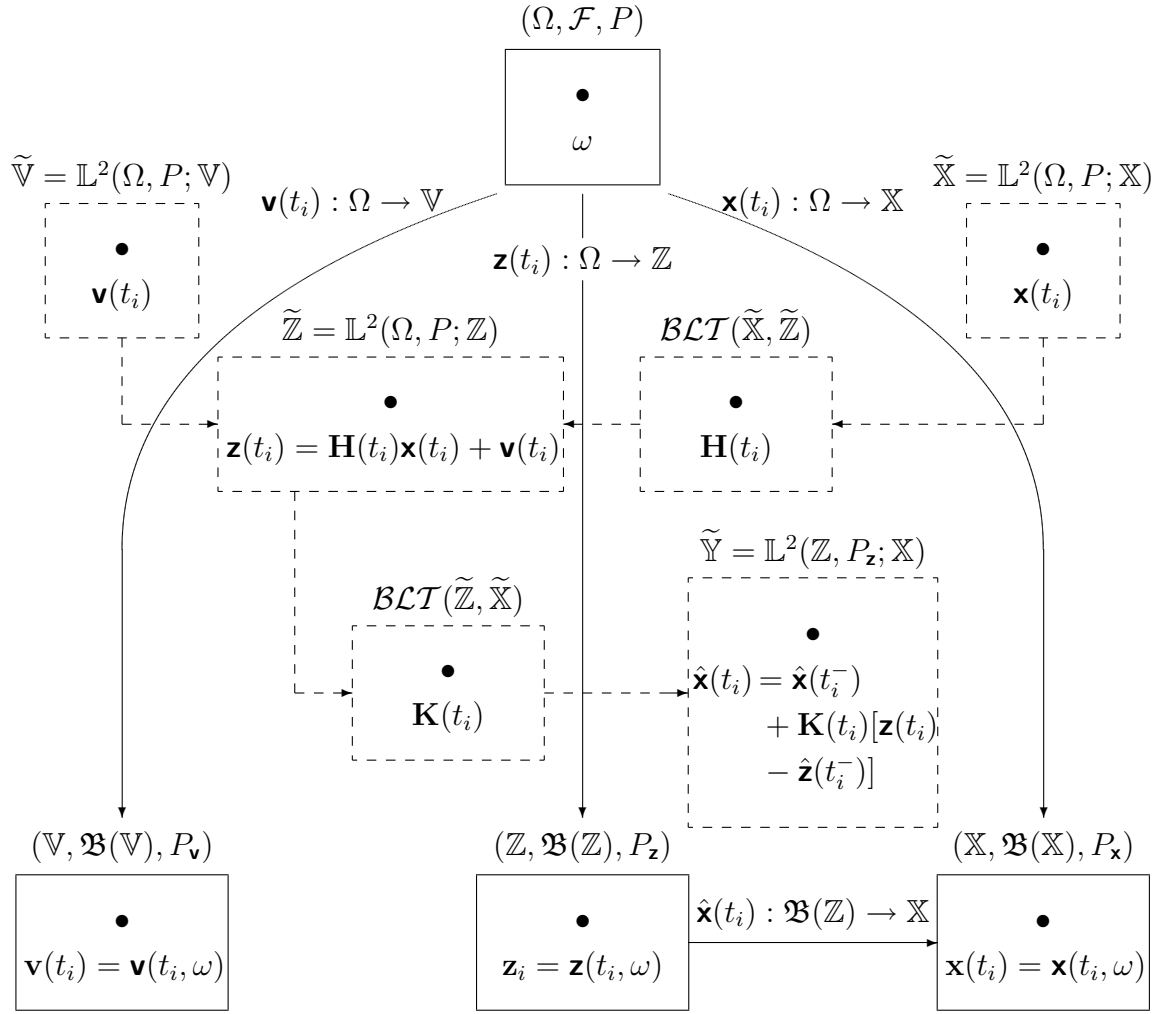 (Ω, ℱ, P)
•
ω
𝕍̃ = 𝕃²(Ω, P; 𝕍)
•
𝘃(tᵢ)
𝘃(tᵢ) : Ω → 𝕍
𝘇(tᵢ) : Ω → ℤ
𝘅(tᵢ) : Ω → 𝕏
𝕏̃ = 𝕃²(Ω, P; 𝕏)
•
𝘅(tᵢ)
ℤ̃ = 𝕃²(Ω, P; ℤ)
•
𝘇(tᵢ) = 𝐇(tᵢ)𝘅(tᵢ) + 𝘃(tᵢ)
ℬℒ𝒯(𝕏̃, ℤ̃)
•
𝐇(tᵢ)
ℬℒ𝒯(ℤ̃, 𝕏̃)
•
𝐊(tᵢ)
𝕐̃ = 𝕃²(ℤ, P_𝘇; 𝕏)
•
𝘅̂(tᵢ) = 𝘅̂(tᵢ⁻)
+ 𝐊(tᵢ)[𝘇(tᵢ)
− 𝘇̂(tᵢ⁻)]
(𝕍, 𝕭(𝕍), P_𝘃)
•
𝐯(tᵢ) = 𝘃(tᵢ, ω)
(ℤ, 𝕭(ℤ), P_𝘇)
•
𝐳ᵢ = 𝘇(tᵢ, ω)
𝘅̂(tᵢ) : 𝕭(ℤ) → 𝕏
(𝕏, 𝕭(𝕏), P_𝘅)
•
𝐱(tᵢ) = 𝘅(tᵢ, ω)